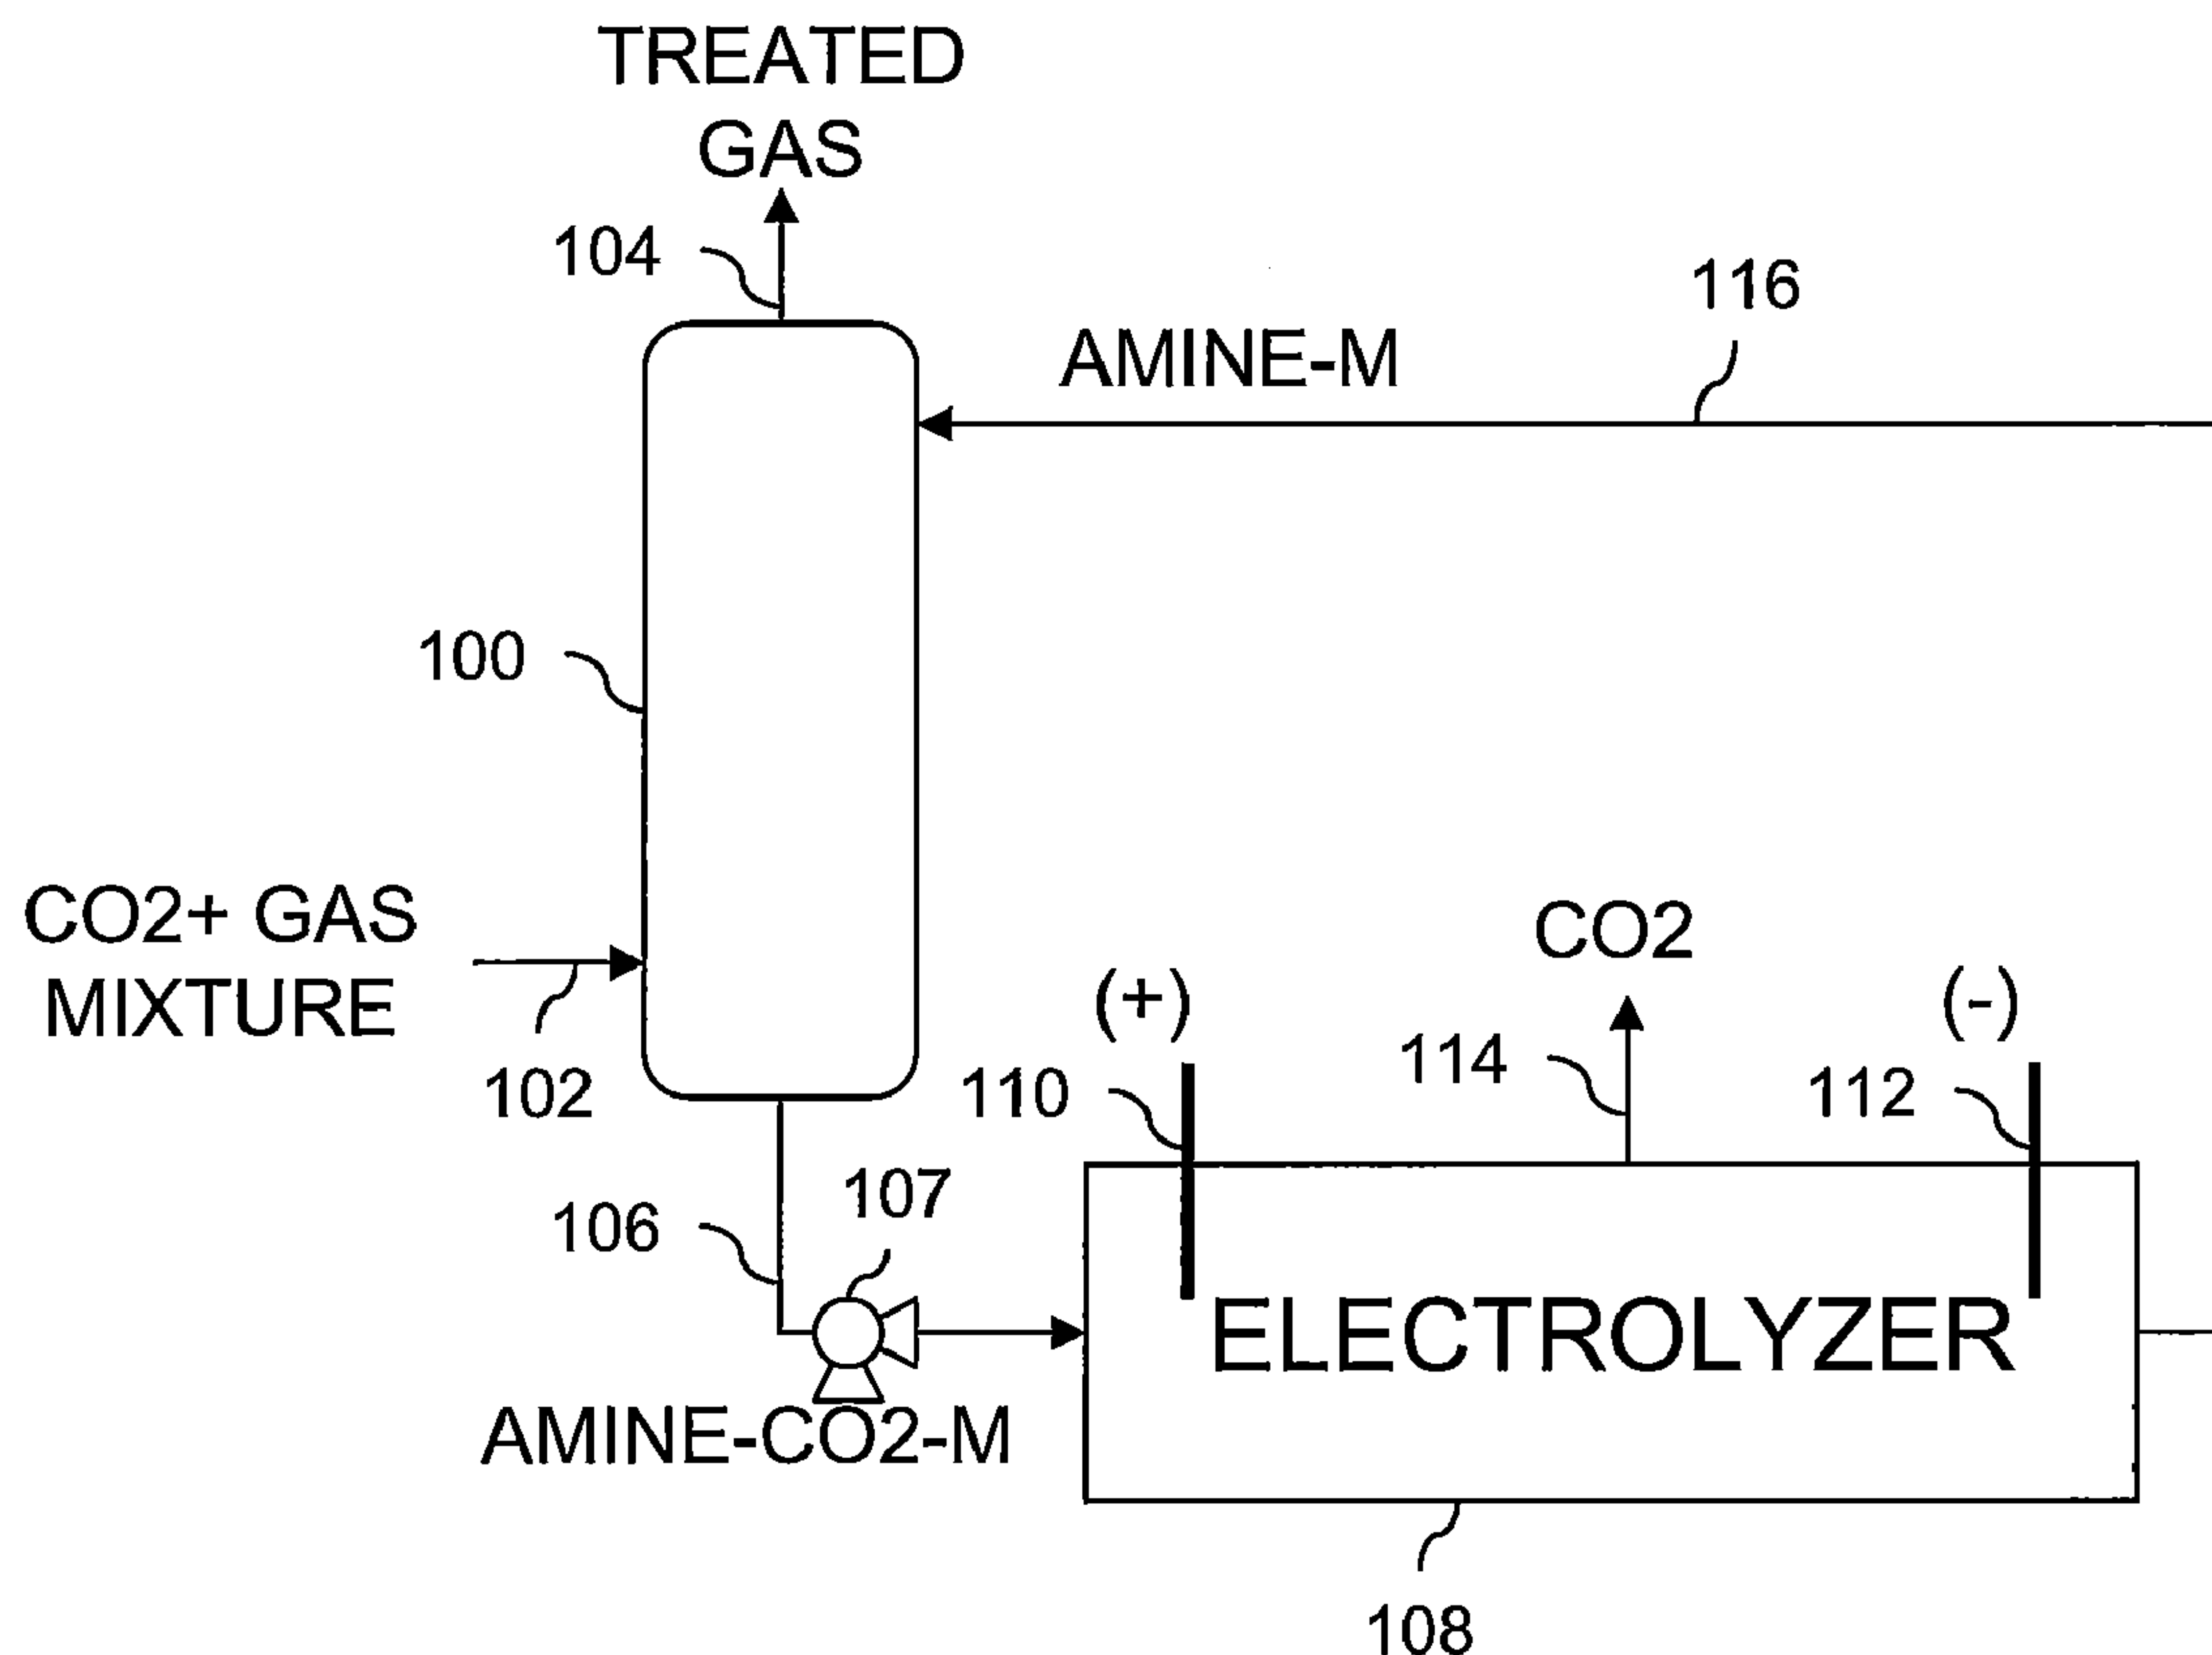 TREATED
GAS
104
116
AMINE-M
100
CO2+ GAS
MIXTURE
102
CO2
(+)
(-)
114
110
112
107
106
ELECTROLYZER
AMINE-CO2-M
108